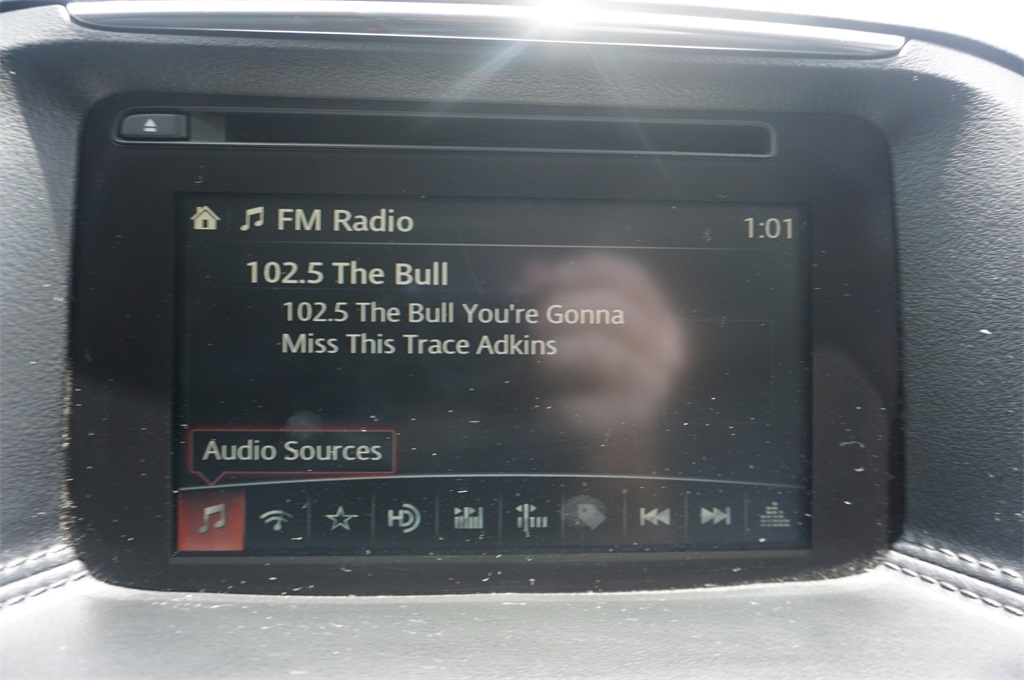 FM Radio 1:01
102.5 The Bull
102.5 The Bull You're Gonna
Miss This Trace Adkins
Audio Sources
HD